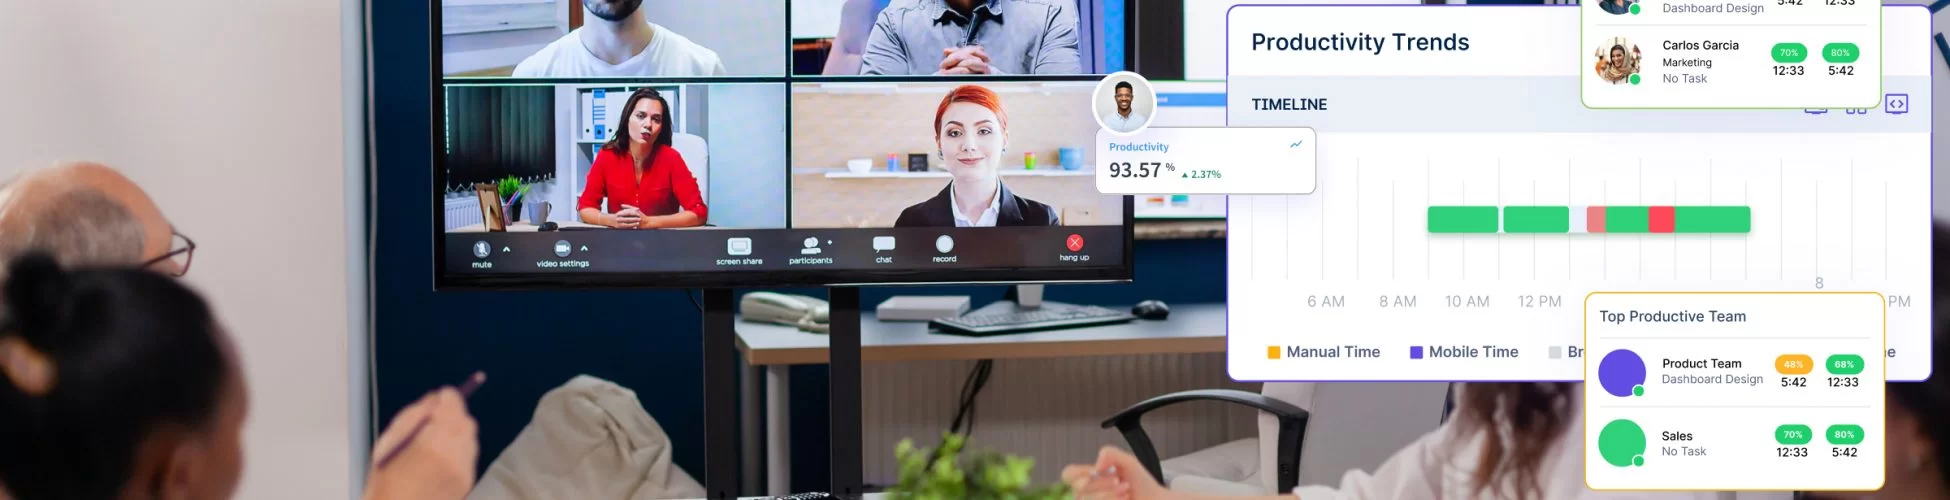 mute
video settings
screen share
participants
chat
record
hang up
Productivity
93.57 % ▲ 2.37%
Productivity Trends
TIMELINE
6 AM 8 AM 10 AM 12 PM 8 PM
Manual Time Mobile Time
Dashboard Design 5:42 12:33
Carlos Garcia 70% 80%
Marketing 12:33 5:42
No Task
Top Productive Team
Product Team 48% 68%
Dashboard Design 5:42 12:33
Sales 70% 80%
No Task 12:33 5:42